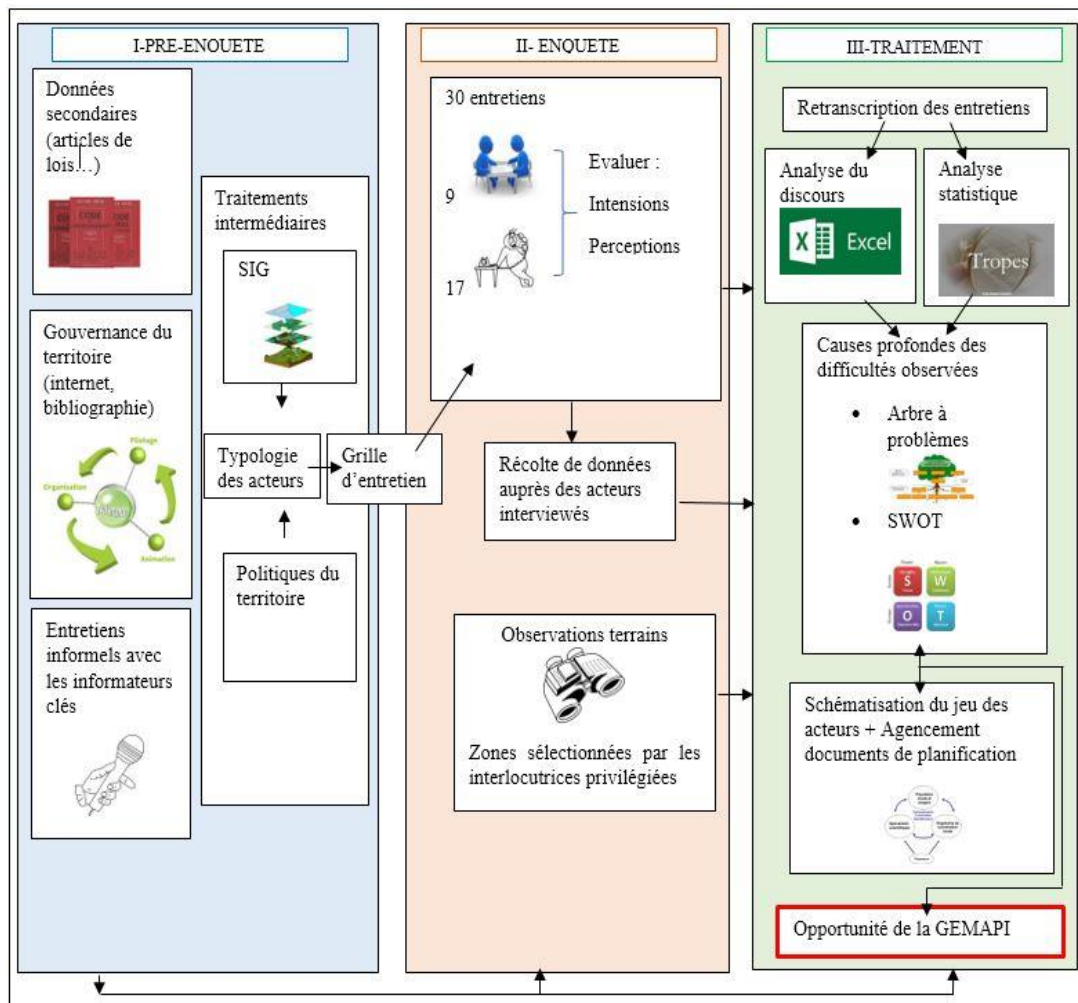 I-PRE-ENQUETE
Données
secondaires
(articles de
lois…)
CODE
Gouvernance du
territoire
(internet,
bibliographie)
Pilotage
Organisation
Animation
Entretiens
informels avec
les informateurs
clés
Traitements
intermédiaires
SIG
Typologie
des acteurs
Grille
d’entretien
Politiques du
territoire
II- ENQUETE
30 entretiens
9
17
Evaluer :
Intensions
Perceptions
Récolte de données
auprès des acteurs
interviewés
Observations terrains
Zones sélectionnées par les
interlocutrices privilégiées
III-TRAITEMENT
Retranscription des entretiens
Analyse du
discours
X Excel
Analyse
statistique
Tropes
Causes profondes des
difficultés observées
• Arbre à
problèmes
• SWOT
S W
O T
Schématisation du jeu des
acteurs + Agencement
documents de planification
Opportunité de la GEMAPI